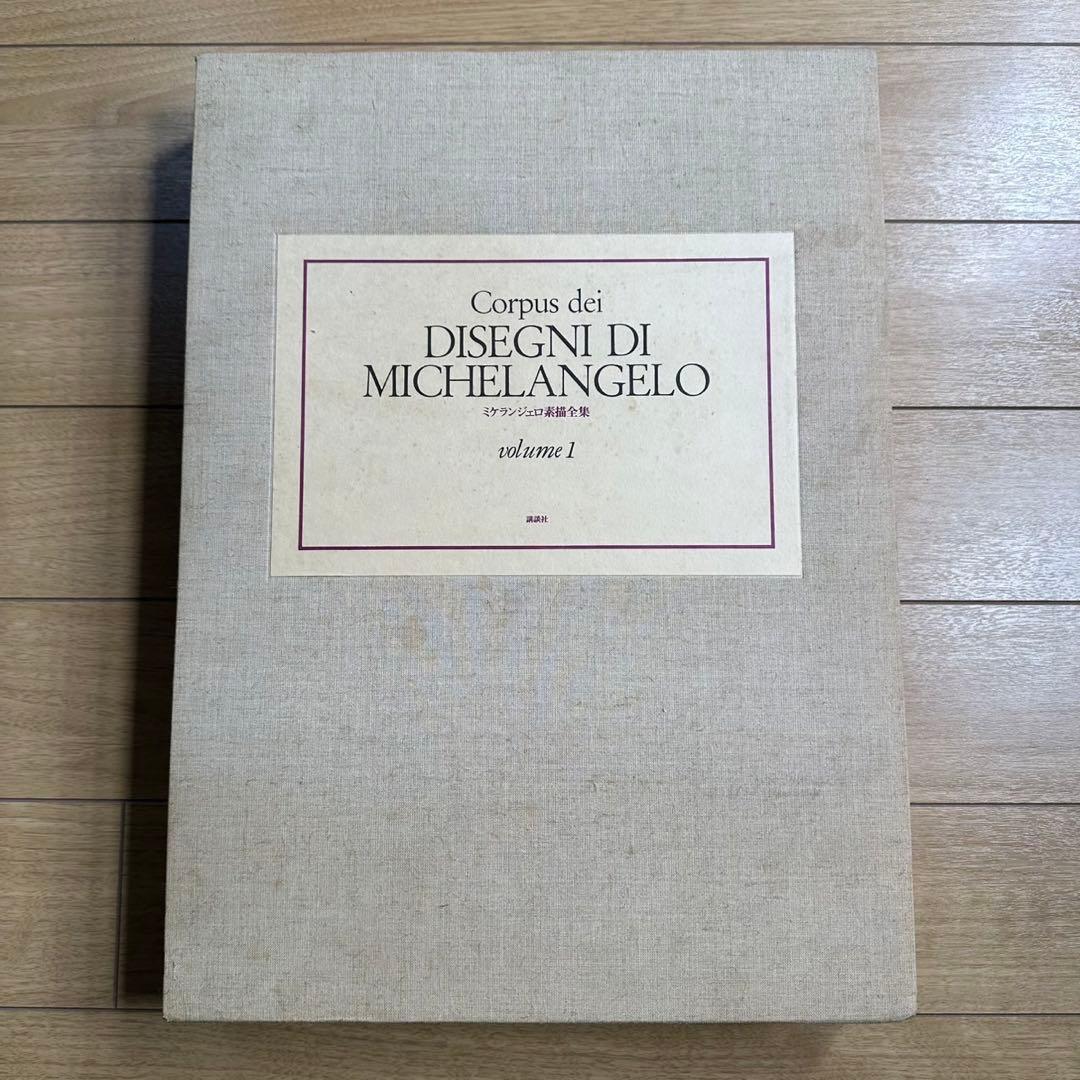 Corpus dei
DISEGNI DI
MICHELANGELO
ミケランジェロ素描全集
volume 1
講談社